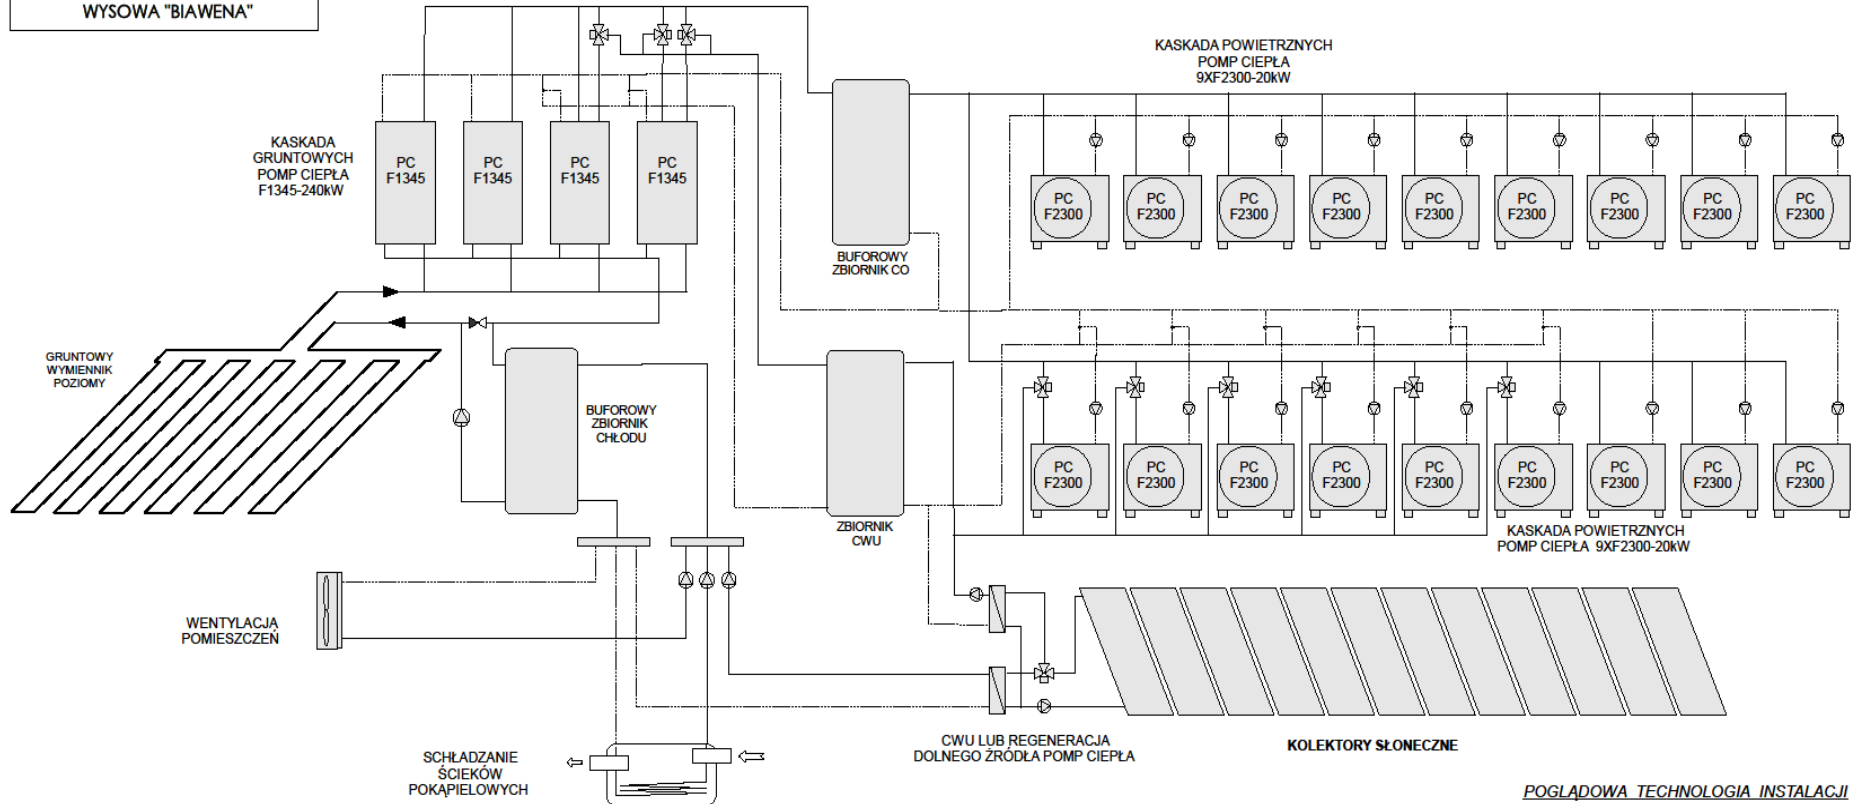 WYSOWA "BIAWENA"
KASKADA POWIETRZNYCH
POMP CIEPŁA
9XF2300-20kW
KASKADA
GRUNTOWYCH
POMP CIEPŁA
F1345-240kW
PC
F1345
PC
F1345
PC
F1345
PC
F1345
PC
F2300
PC
F2300
PC
F2300
PC
F2300
PC
F2300
PC
F2300
PC
F2300
PC
F2300
PC
F2300
BUFOROWY
ZBIORNIK CO
GRUNTOWY
WYMIENNIK
POZIOMY
BUFOROWY
ZBIORNIK
CHŁODU
PC
F2300
PC
F2300
PC
F2300
PC
F2300
PC
F2300
PC
F2300
PC
F2300
PC
F2300
PC
F2300
ZBIORNIK
CWU
KASKADA POWIETRZNYCH
POMP CIEPŁA 9XF2300-20kW
WENTYLACJA
POMIESZCZEŃ
CWU LUB REGENERACJA
DOLNEGO ŻRÓDŁA POMP CIEPŁA
KOLEKTORY SŁONECZNE
SCHŁADZANIE
ŚCIEKÓW
POKĄPIELOWYCH
POGLĄDOWA TECHNOLOGIA INSTALACJI